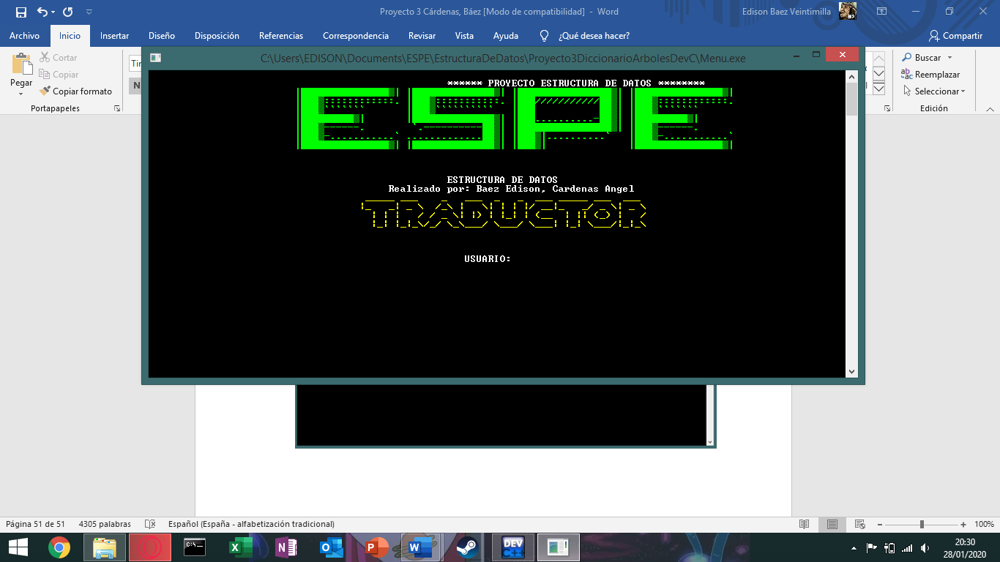 Proyecto 3 Cárdenas, Báez [Modo de compatibilidad] - Word
Edison Baez Veintimilla
Archivo Inicio Insertar Diseño Disposición Referencias Correspondencia Revisar Vista Ayuda ¿Qué desea hacer? Compartir
Pegar
Cortar
Copiar
Copiar formato
Portapapeles
N
Buscar
Reemplazar
Seleccionar
Edición
C:\Users\EDISON\Documents\ESPE\EstructuraDeDatos\Proyecto3DiccionarioArbolesDevC\Menu.exe
****** PROYECTO ESTRUCTURA DE DATOS ********
ESPE
ESTRUCTURA DE DATOS
Realizado por: Baez Edison, Cardenas Angel
TRADUCTOR
USUARIO:
Página 51 de 51 4305 palabras Español (España - alfabetización tradicional) 100%
DEV C++
20:30
28/01/2020